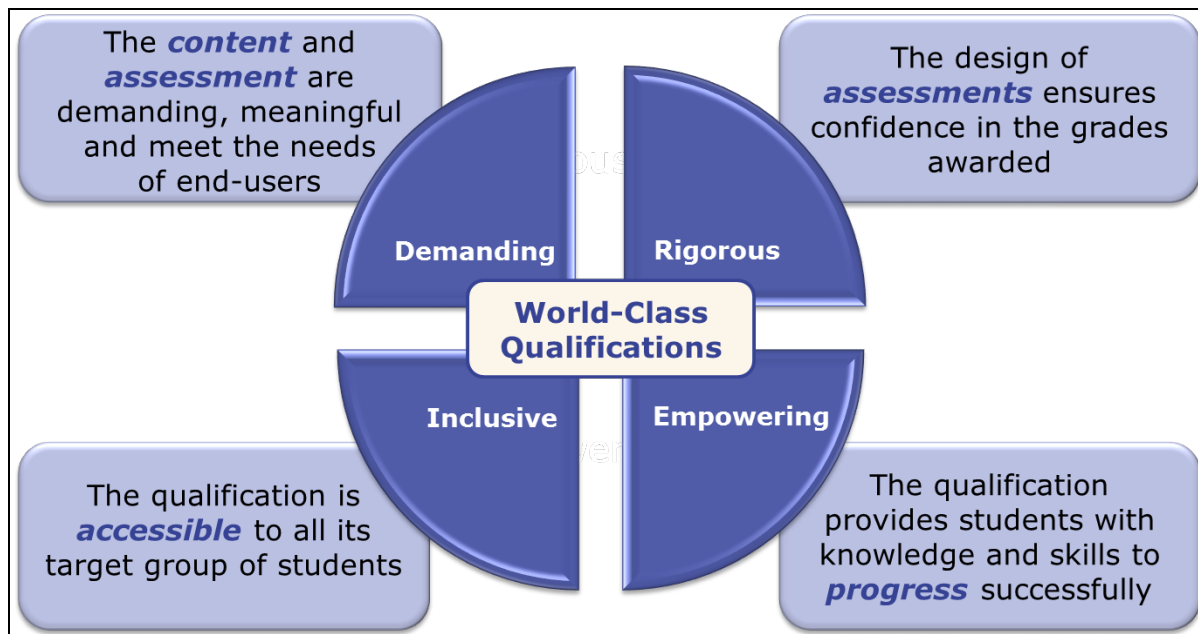 The content and
assessment are
demanding, meaningful
and meet the needs
of end-users
The design of
assessments ensures
confidence in the grades
awarded
Demanding
Rigorous
World-Class
Qualifications
Inclusive
Empowering
The qualification is
accessible to all its
target group of students
The qualification
provides students with
knowledge and skills to
progress successfully